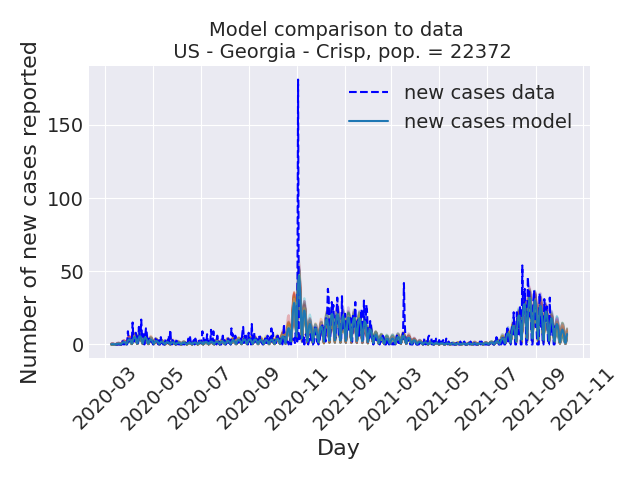 Model comparison to data
US - Georgia - Crisp, pop. = 22372
Number of new cases reported
150
100
50
0
new cases data
new cases model
2020-03
2020-05
2020-07
2020-09
2020-11
2021-01
2021-03
2021-05
2021-07
2021-09
2021-11
Day